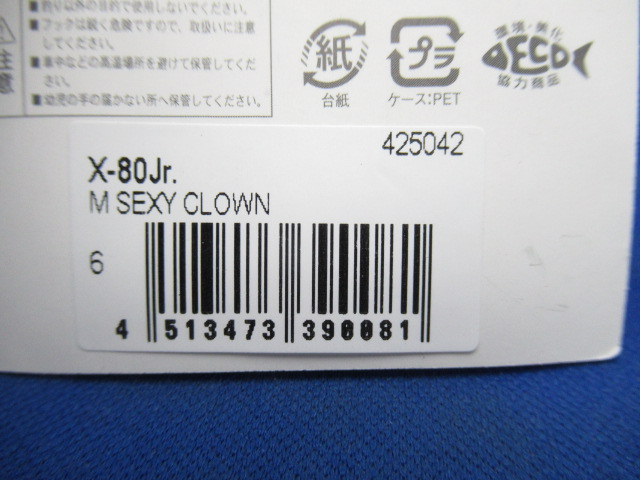 ■釣り以外の目的で使用しないでください。
■フックは鋭く危険ですので、取扱いに注意
してください。
■車中などの高温場所を避けて保管してくだ
さい。
■幼児の手の届かない所へ保管してください。
注意
紙
台紙
プラ
ケース:PET
環境・美化
ECO
協力商品
425042
X-80Jr.
M SEXY CLOWN
6
4 513473 390081